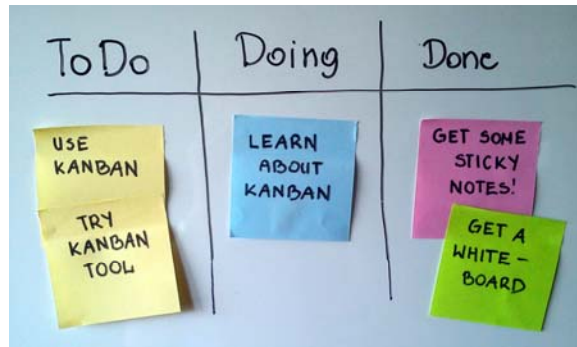 To Do
Doing
Done
USE
KANBAN
TRY
KANBAN
TOOL
LEARN
ABOUT
KANBAN
GET SOME
STICKY
NOTES!
GET A
WHITE-
BOARD